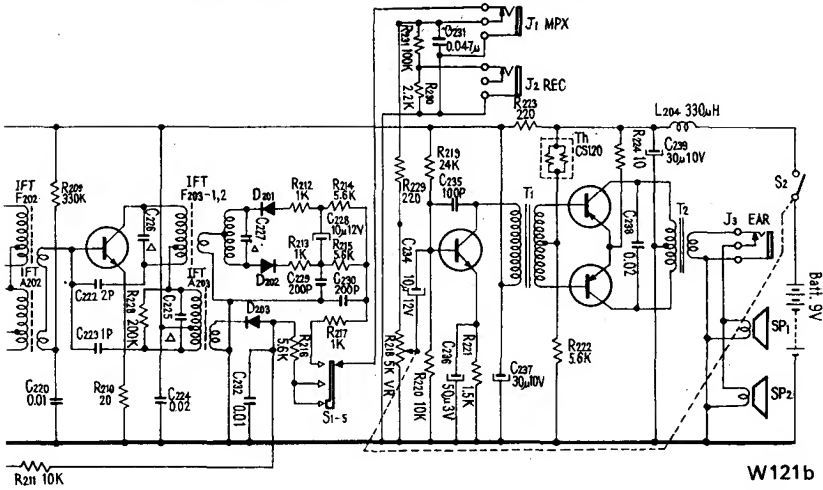 J1 MPX
C231
0.047µ
R231 100K
J2 REC
R230
2.2K
R223
220
L204 330µH
Th
CS120
R224 10
C239
30µ10V
S2
IFT
F202
R209
330K
C226
△
IFT
F203-1,2
D201
R212
1K
R214
5.6K
C227
△
C228
10µ12V
R213
1K
R215
5.6K
D202
C229
200P
C230
200P
R229
220
R219
24K
C235
100P
T1
C234
10µ 12V
C238
0.02
T2
J3 EAR
Batt. 9V
SP1
SP2
IFT
A202
C222 2P
IFT
A203
C225
△
R228
200K
C223 1P
D203
R217
1K
R216
5.6K
S1-5
R218 5K VR
R220 10K
C236
50µ3V
R221
1.5K
C237
30µ10V
R222
5.6K
C220
0.01
R210
20
C224
0.02
C232
0.01
R211 10K
W121b